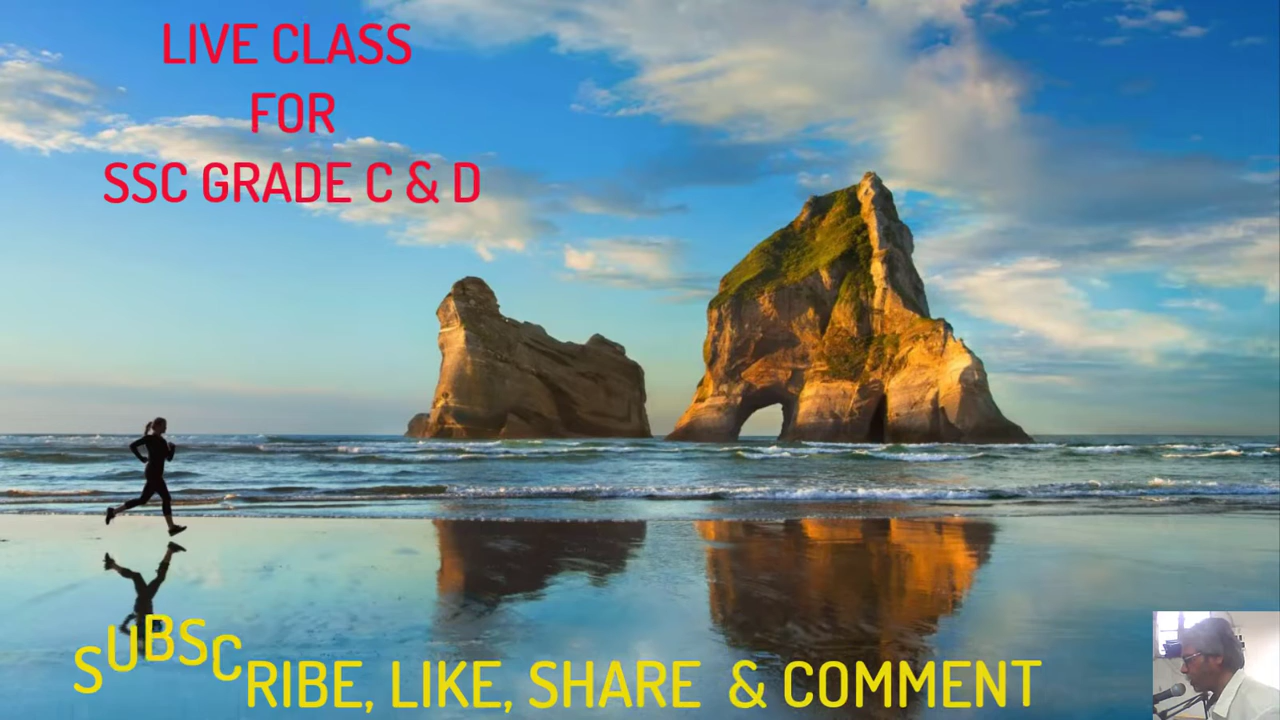 LIVE CLASS
FOR
SSC GRADE C & D
SUBSCRIBE, LIKE, SHARE & COMMENT